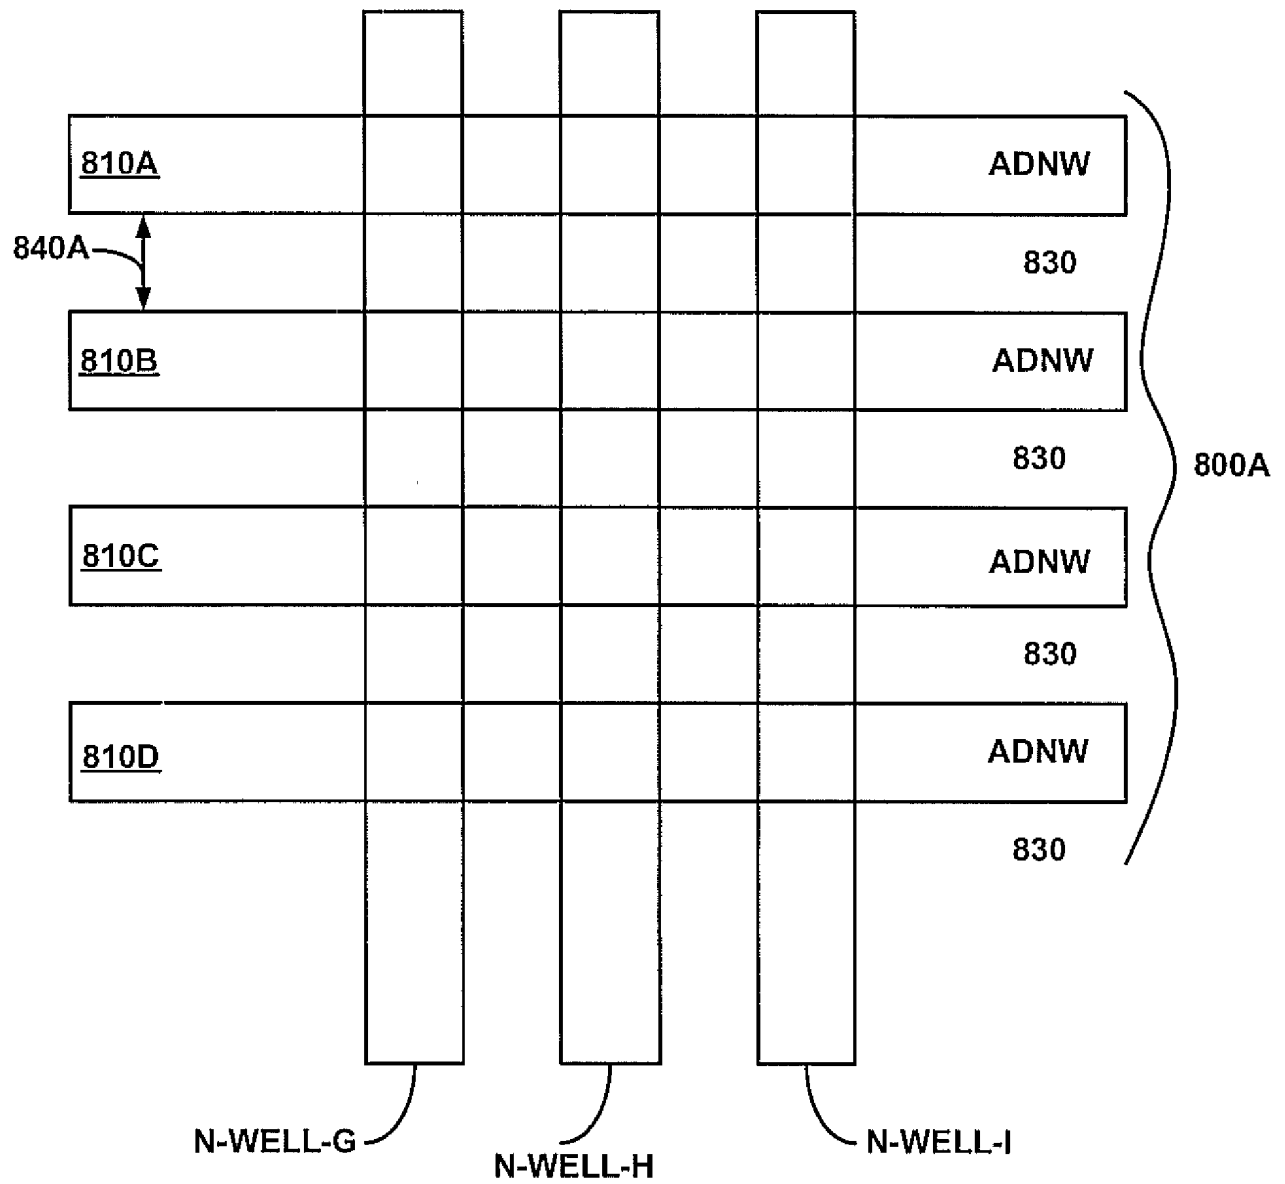 810A ADNW
840A 830
810B ADNW
830
800A
810C ADNW
830
810D ADNW
830
N-WELL-G
N-WELL-H
N-WELL-I